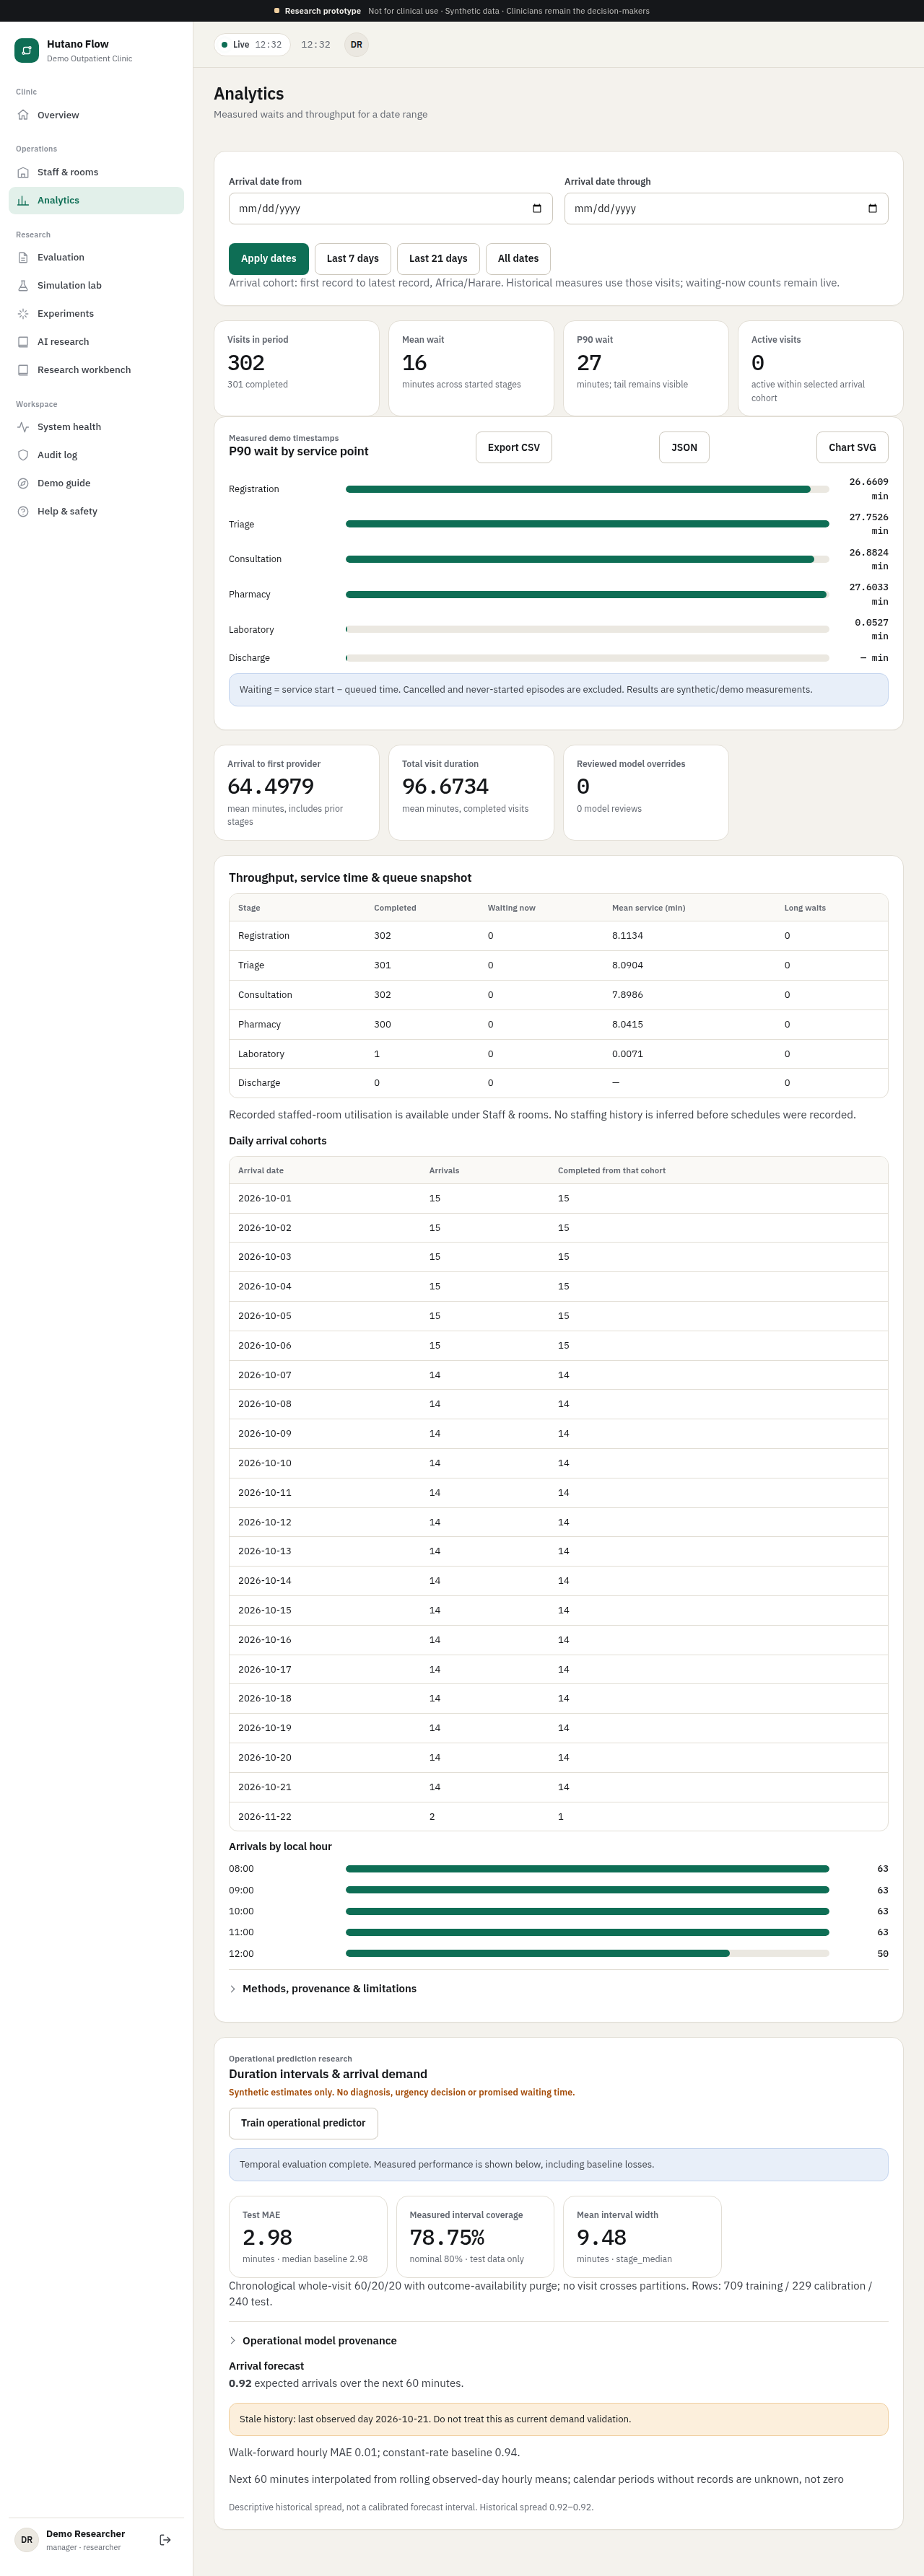 Research prototype Not for clinical use · Synthetic data · Clinicians remain the decision-makers
Hutano Flow
Demo Outpatient Clinic
Clinic
Overview
Operations
Staff & rooms
Analytics
Research
Evaluation
Simulation lab
Experiments
AI research
Research workbench
Workspace
System health
Audit log
Demo guide
Help & safety
DR
Demo Researcher
manager · researcher
Live 12:32 12:32 DR
Analytics
Measured waits and throughput for a date range
Arrival date from Arrival date through
mm/dd/yyyy mm/dd/yyyy
Apply dates Last 7 days Last 21 days All dates
Arrival cohort: first record to latest record, Africa/Harare. Historical measures use those visits; waiting-now counts remain live.
Visits in period
302
301 completed
Mean wait
16
minutes across started stages
P90 wait
27
minutes; tail remains visible
Active visits
0
active within selected arrival
cohort
Measured demo timestamps
P90 wait by service point
Export CSV JSON Chart SVG
Registration 26.6609
min
Triage 27.7526
min
Consultation 26.8824
min
Pharmacy 27.6033
min
Laboratory 0.0527
min
Discharge — min
Waiting = service start − queued time. Cancelled and never-started episodes are excluded. Results are synthetic/demo measurements.
Arrival to first provider
64.4979
mean minutes, includes prior
stages
Total visit duration
96.6734
mean minutes, completed visits
Reviewed model overrides
0
0 model reviews
Throughput, service time & queue snapshot
Stage Completed Waiting now Mean service (min) Long waits
Registration 302 0 8.1134 0
Triage 301 0 8.0904 0
Consultation 302 0 7.8986 0
Pharmacy 300 0 8.0415 0
Laboratory 1 0 0.0071 0
Discharge 0 0 — 0
Recorded staffed-room utilisation is available under Staff & rooms. No staffing history is inferred before schedules were recorded.
Daily arrival cohorts
Arrival date Arrivals Completed from that cohort
2026-10-01 15 15
2026-10-02 15 15
2026-10-03 15 15
2026-10-04 15 15
2026-10-05 15 15
2026-10-06 15 15
2026-10-07 14 14
2026-10-08 14 14
2026-10-09 14 14
2026-10-10 14 14
2026-10-11 14 14
2026-10-12 14 14
2026-10-13 14 14
2026-10-14 14 14
2026-10-15 14 14
2026-10-16 14 14
2026-10-17 14 14
2026-10-18 14 14
2026-10-19 14 14
2026-10-20 14 14
2026-10-21 14 14
2026-11-22 2 1
Arrivals by local hour
08:00 63
09:00 63
10:00 63
11:00 63
12:00 50
Methods, provenance & limitations
Operational prediction research
Duration intervals & arrival demand
Synthetic estimates only. No diagnosis, urgency decision or promised waiting time.
Train operational predictor
Temporal evaluation complete. Measured performance is shown below, including baseline losses.
Test MAE
2.98
minutes · median baseline 2.98
Measured interval coverage
78.75%
nominal 80% · test data only
Mean interval width
9.48
minutes · stage_median
Chronological whole-visit 60/20/20 with outcome-availability purge; no visit crosses partitions. Rows: 709 training / 229 calibration /
240 test.
Operational model provenance
Arrival forecast
0.92 expected arrivals over the next 60 minutes.
Stale history: last observed day 2026-10-21. Do not treat this as current demand validation.
Walk-forward hourly MAE 0.01; constant-rate baseline 0.94.
Next 60 minutes interpolated from rolling observed-day hourly means; calendar periods without records are unknown, not zero
Descriptive historical spread, not a calibrated forecast interval. Historical spread 0.92–0.92.